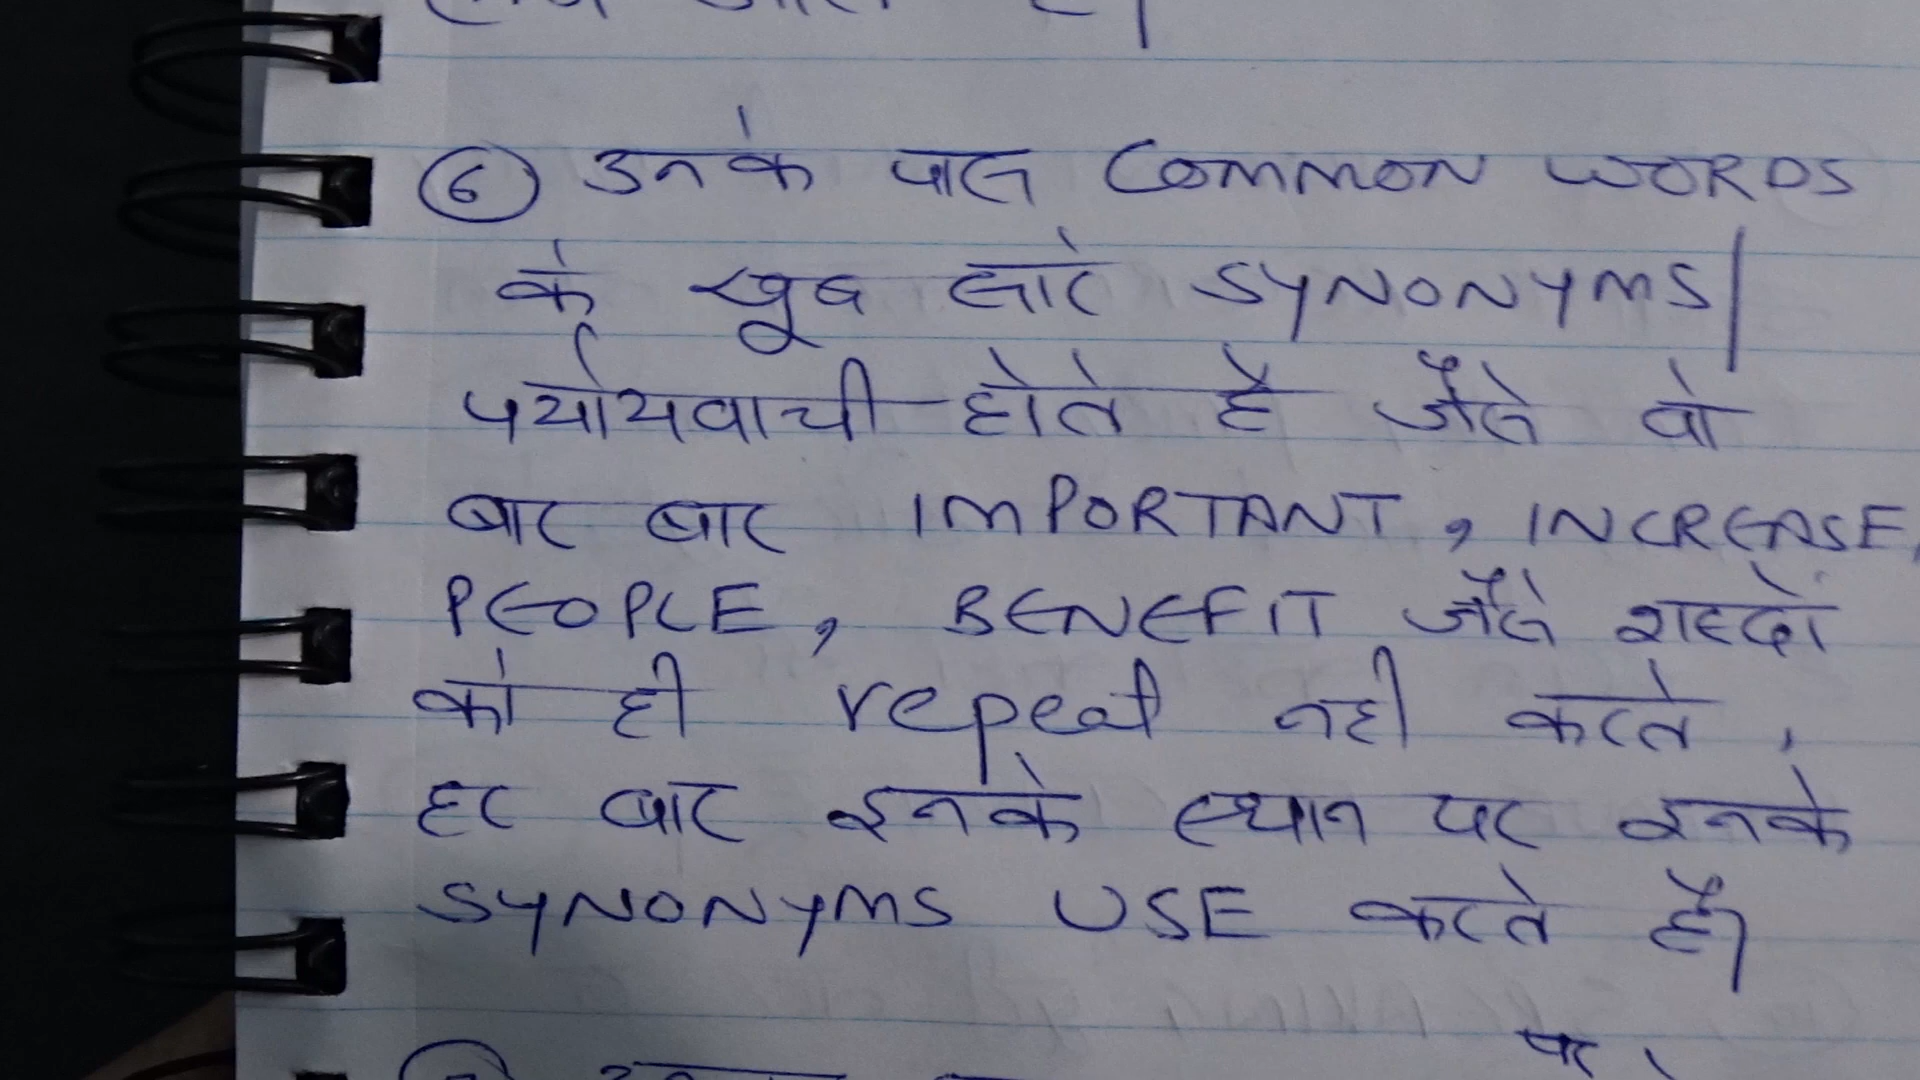 ⑥ उनके पास COMMON WORDS
के खूब सारे SYNONYMS/
पर्यायवाची होते है जैसे वो
बार बार IMPORTANT, INCREASE,
PEOPLE, BENEFIT जैसे शब्दों
को ही repeat नही करते,
हर बार इनके स्थान पर इनके
SYNONYMS USE करते है।
पर